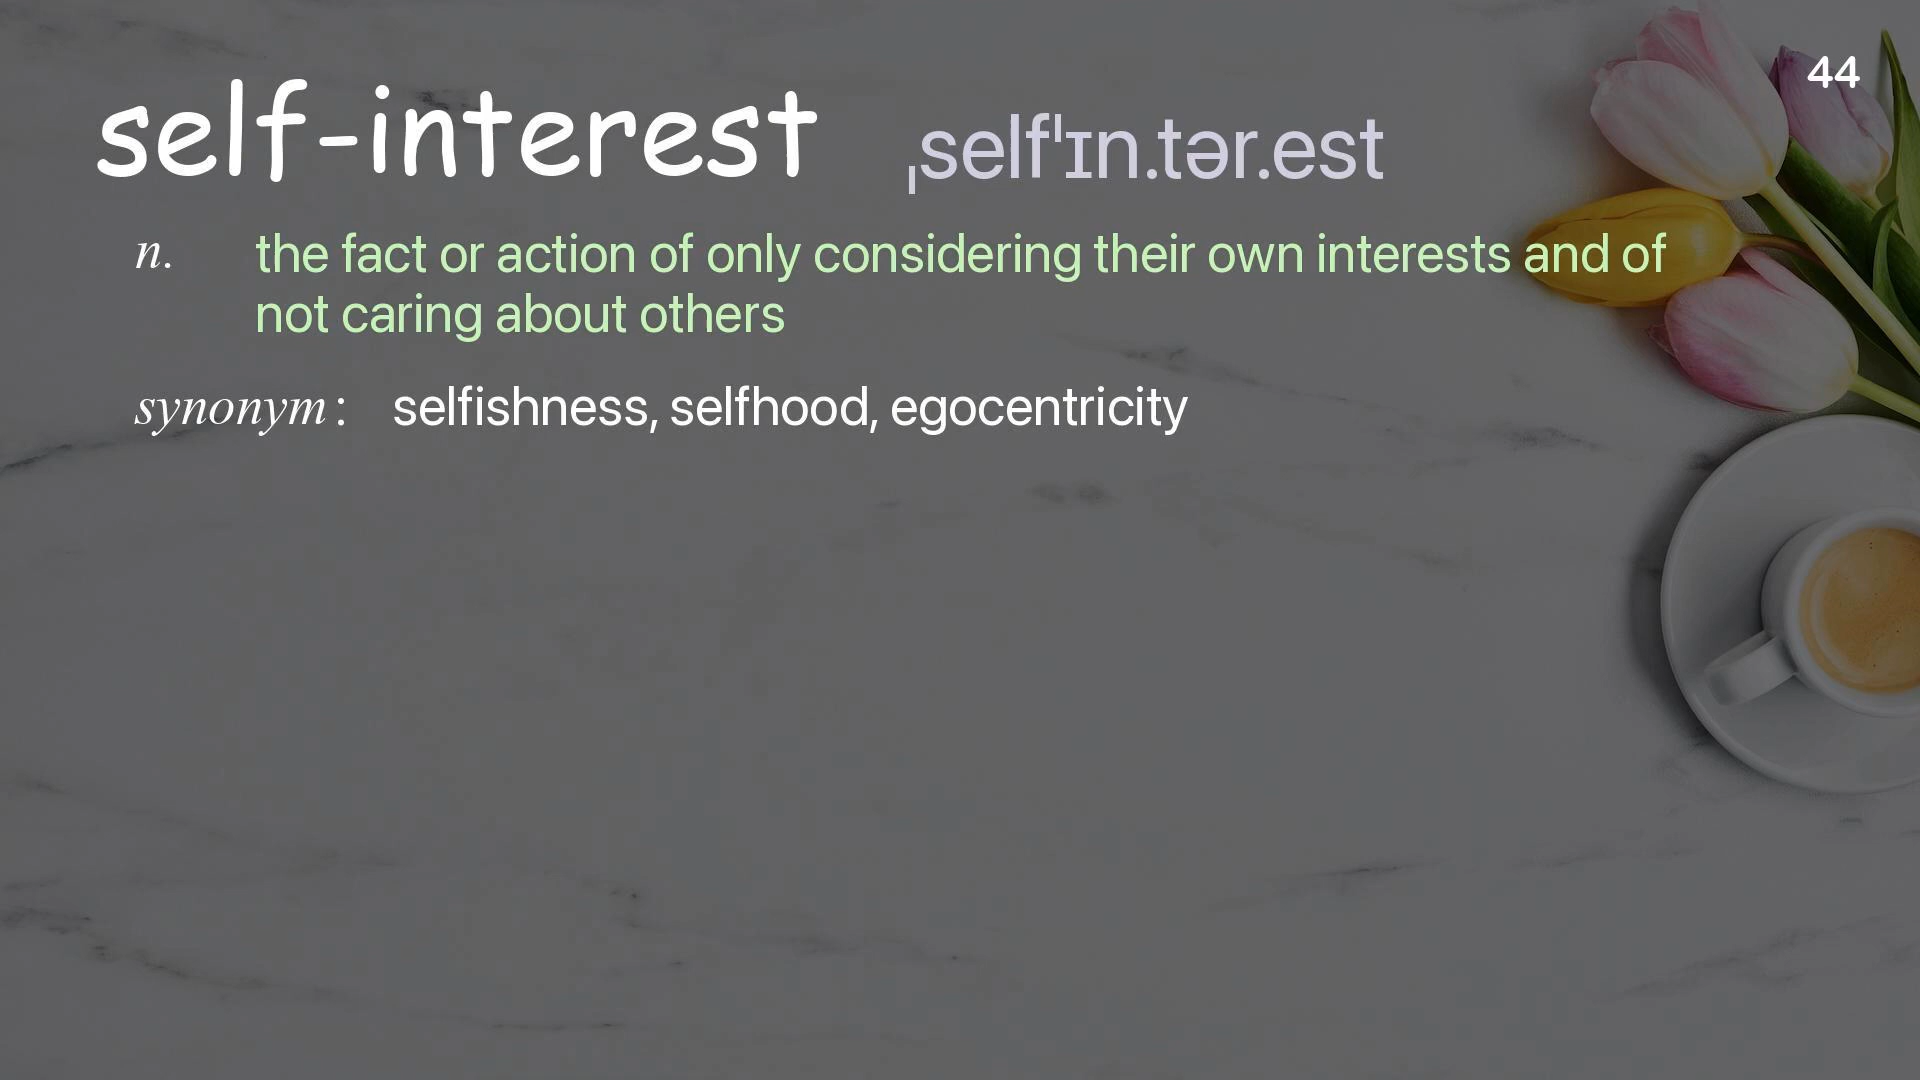 44
self-interest ˌselfˈɪn.tər.est
n. the fact or action of only considering their own interests and of
not caring about others
synonym: selfishness, selfhood, egocentricity